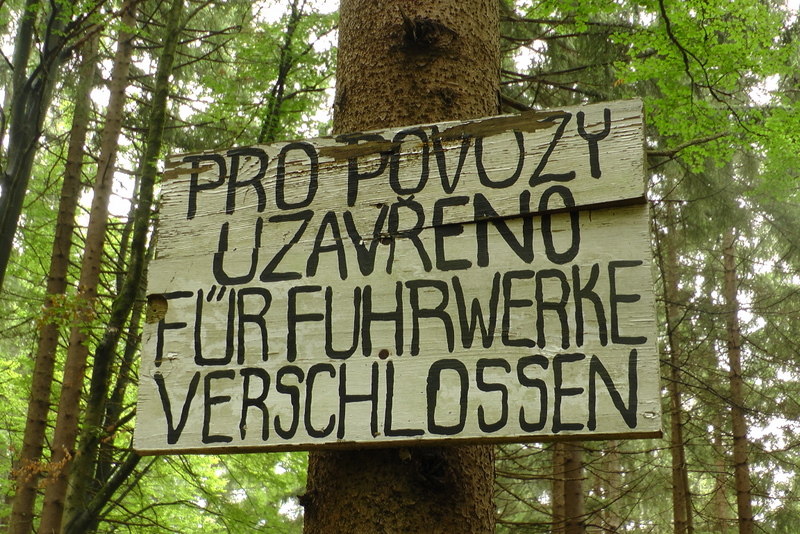 PRO POVOZY
UZAVŘENO
FÜR FUHRWERKE
VERSCHLOSSEN